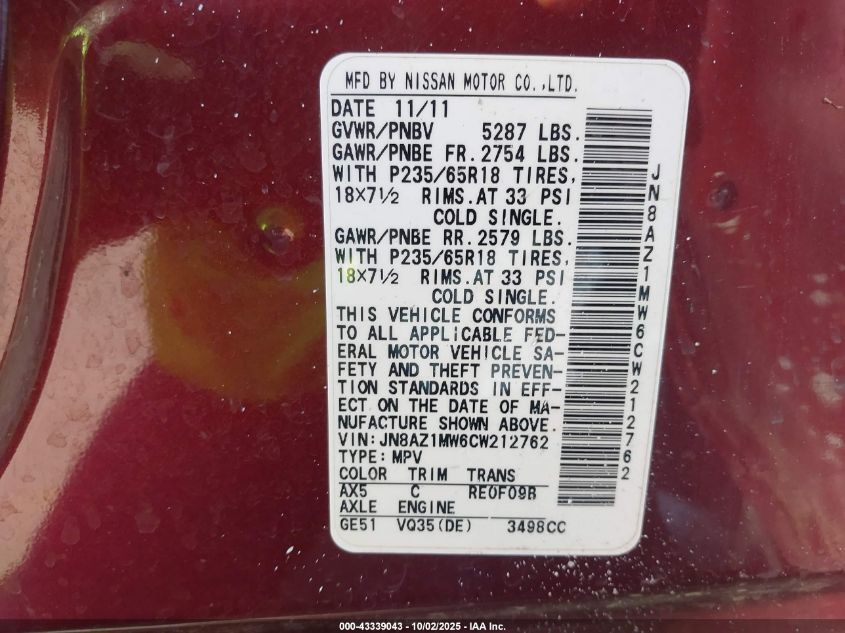 MFD BY NISSAN MOTOR CO.,LTD.
DATE 11/11
GVWR/PNBV 5287 LBS.
GAWR/PNBE FR. 2754 LBS.
WITH P235/65R18 TIRES,
18×7½ RIMS.AT 33 PSI
COLD SINGLE.
GAWR/PNBE RR. 2579 LBS.
WITH P235/65R18 TIRES,
18×7½ RIMS.AT 33 PSI
COLD SINGLE.
THIS VEHICLE CONFORMS
TO ALL APPLICABLE FED-
ERAL MOTOR VEHICLE SA-
FETY AND THEFT PREVEN-
TION STANDARDS IN EFF-
ECT ON THE DATE OF MA-
NUFACTURE SHOWN ABOVE.
VIN:JN8AZ1MW6CW212762
TYPE: MPV
COLOR TRIM TRANS
AX5 C RE0F09B
AXLE ENGINE
GE51 VQ35(DE) 3498CC
JN8AZ1MW6CW212762
000-43339043 - 10/02/2025 - IAA Inc.